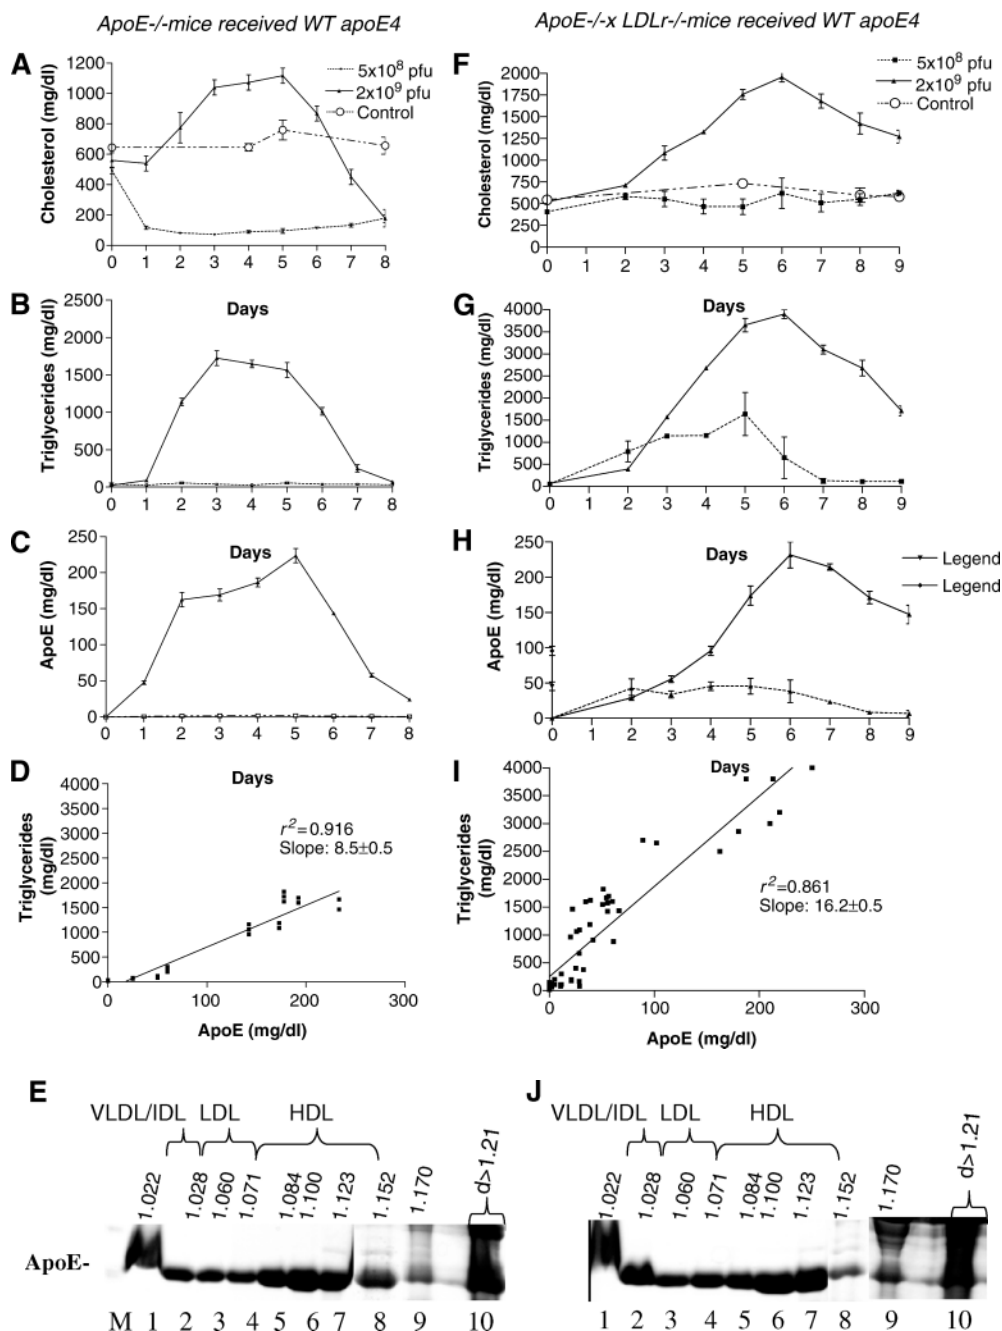 ApoE-/-mice received WT apoE4
ApoE-/-x LDLr-/-mice received WT apoE4
A
Cholesterol (mg/dl)
1200
1000
800
600
400
200
0
0 1 2 3 4 5 6 7 8
5x10⁸ pfu
2x10⁹ pfu
Control
F
Cholesterol (mg/dl)
2000
1750
1500
1250
1000
750
500
250
0
0 1 2 3 4 5 6 7 8 9
5x10⁸ pfu
2x10⁹ pfu
Control
B
Days
Triglycerides (mg/dl)
2500
2000
1500
1000
500
0
0 1 2 3 4 5 6 7 8
G
Days
Triglycerides (mg/dl)
4000
3500
3000
2500
2000
1500
1000
500
0
0 1 2 3 4 5 6 7 8 9
C
Days
ApoE (mg/dl)
250
200
150
100
50
0
0 1 2 3 4 5 6 7 8
H
Days
ApoE (mg/dl)
250
200
150
100
50
0
0 1 2 3 4 5 6 7 8 9
Legend
Legend
D
Days
Triglycerides
(mg/dl)
4000
3500
3000
2500
2000
1500
1000
500
0
r²=0.916
Slope: 8.5±0.5
0 100 200 300
ApoE (mg/dl)
I
Days
Triglycerides
(mg/dl)
4000
3500
3000
2500
2000
1500
1000
500
0
r²=0.861
Slope: 16.2±0.5
0 100 200 300
ApoE (mg/dl)
E
VLDL/IDL LDL HDL
1.022 1.028 1.060 1.071 1.084 1.100 1.123 1.152 1.170 d>1.21
ApoE-
M 1 2 3 4 5 6 7 8 9 10
J
VLDL/IDL LDL HDL
1.022 1.028 1.060 1.071 1.084 1.100 1.123 1.152 1.170 d>1.21
1 2 3 4 5 6 7 8 9 10